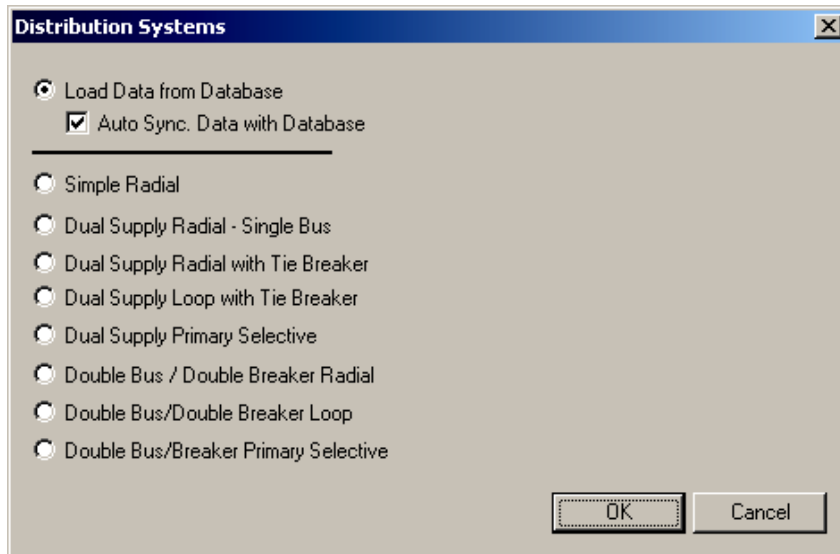 Distribution Systems
Load Data from Database
Auto Sync. Data with Database
Simple Radial
Dual Supply Radial - Single Bus
Dual Supply Radial with Tie Breaker
Dual Supply Loop with Tie Breaker
Dual Supply Primary Selective
Double Bus / Double Breaker Radial
Double Bus/Double Breaker Loop
Double Bus/Breaker Primary Selective
OK Cancel